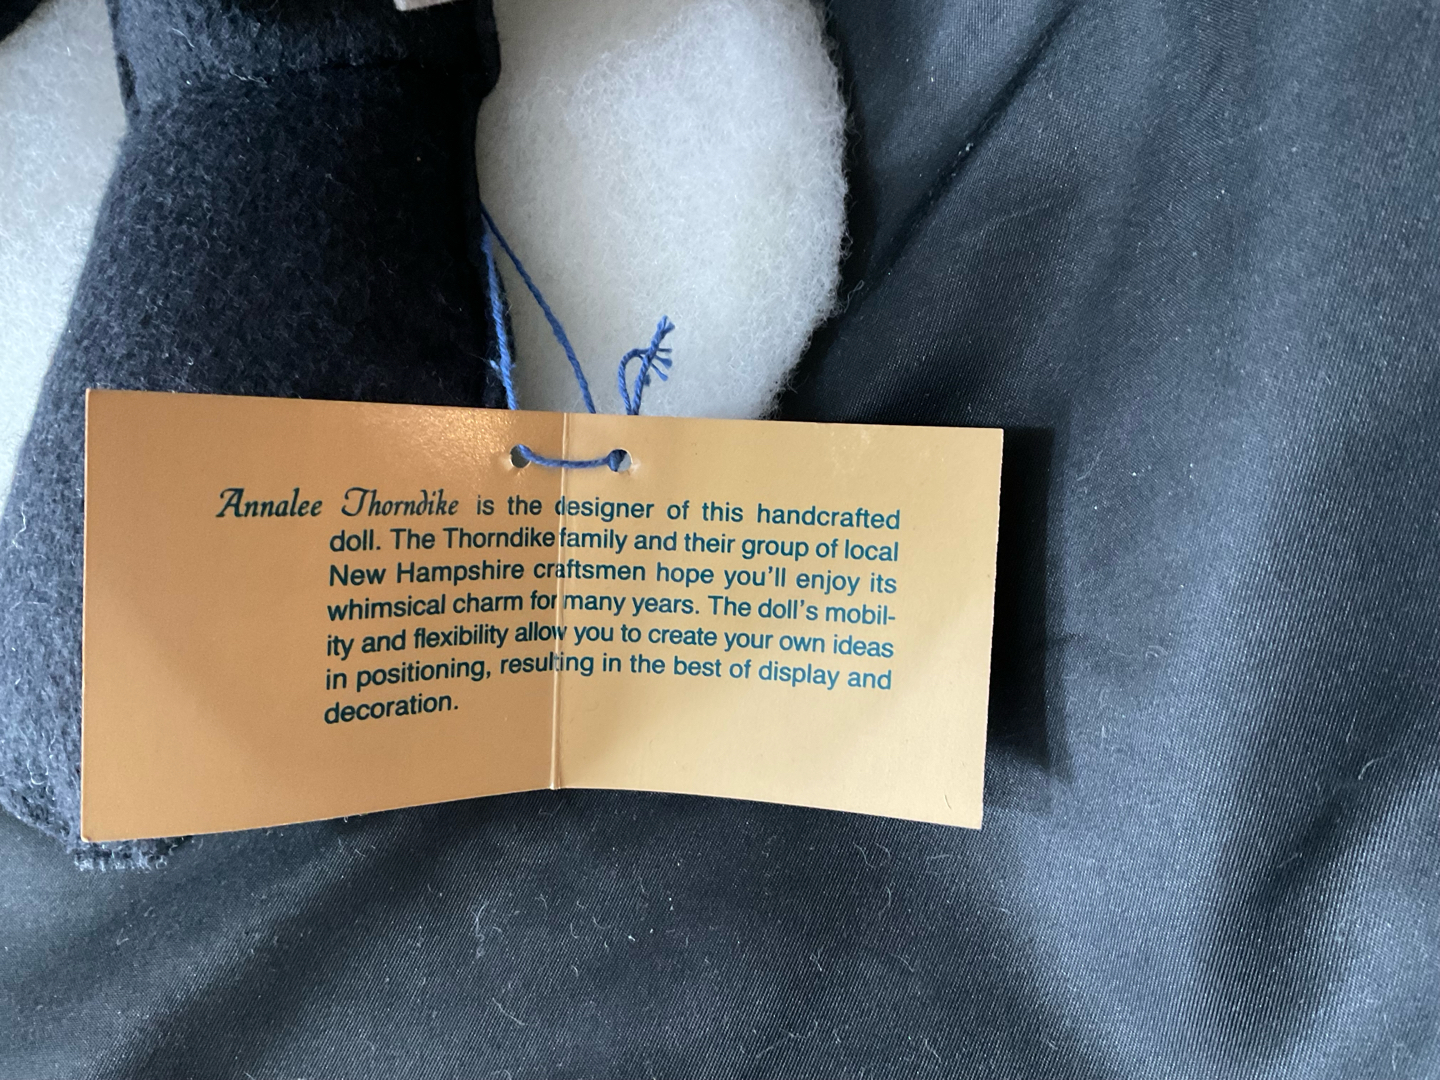 Annalee Thorndike is the designer of this handcrafted
doll. The Thorndike family and their group of local
New Hampshire craftsmen hope you'll enjoy its
whimsical charm for many years. The doll's mobil-
ity and flexibility allow you to create your own ideas
in positioning, resulting in the best of display and
decoration.